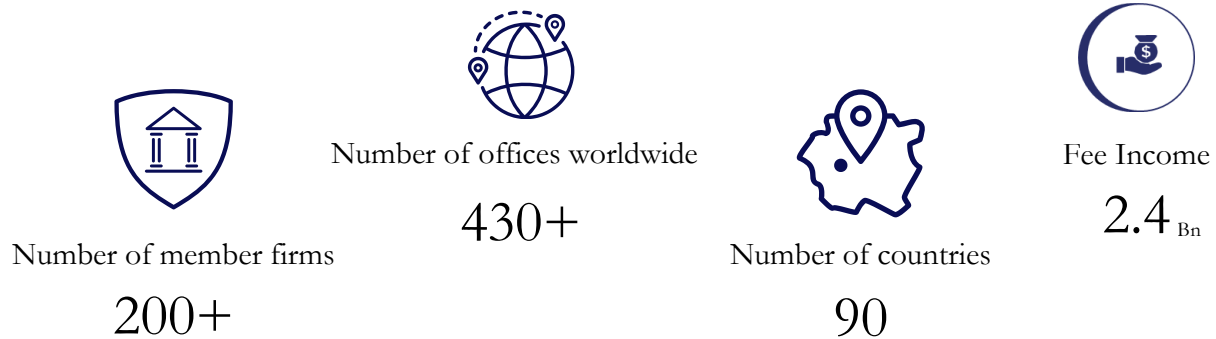 Number of member firms
200+
Number of offices worldwide
430+
Number of countries
90
$
Fee Income
2.4 Bn